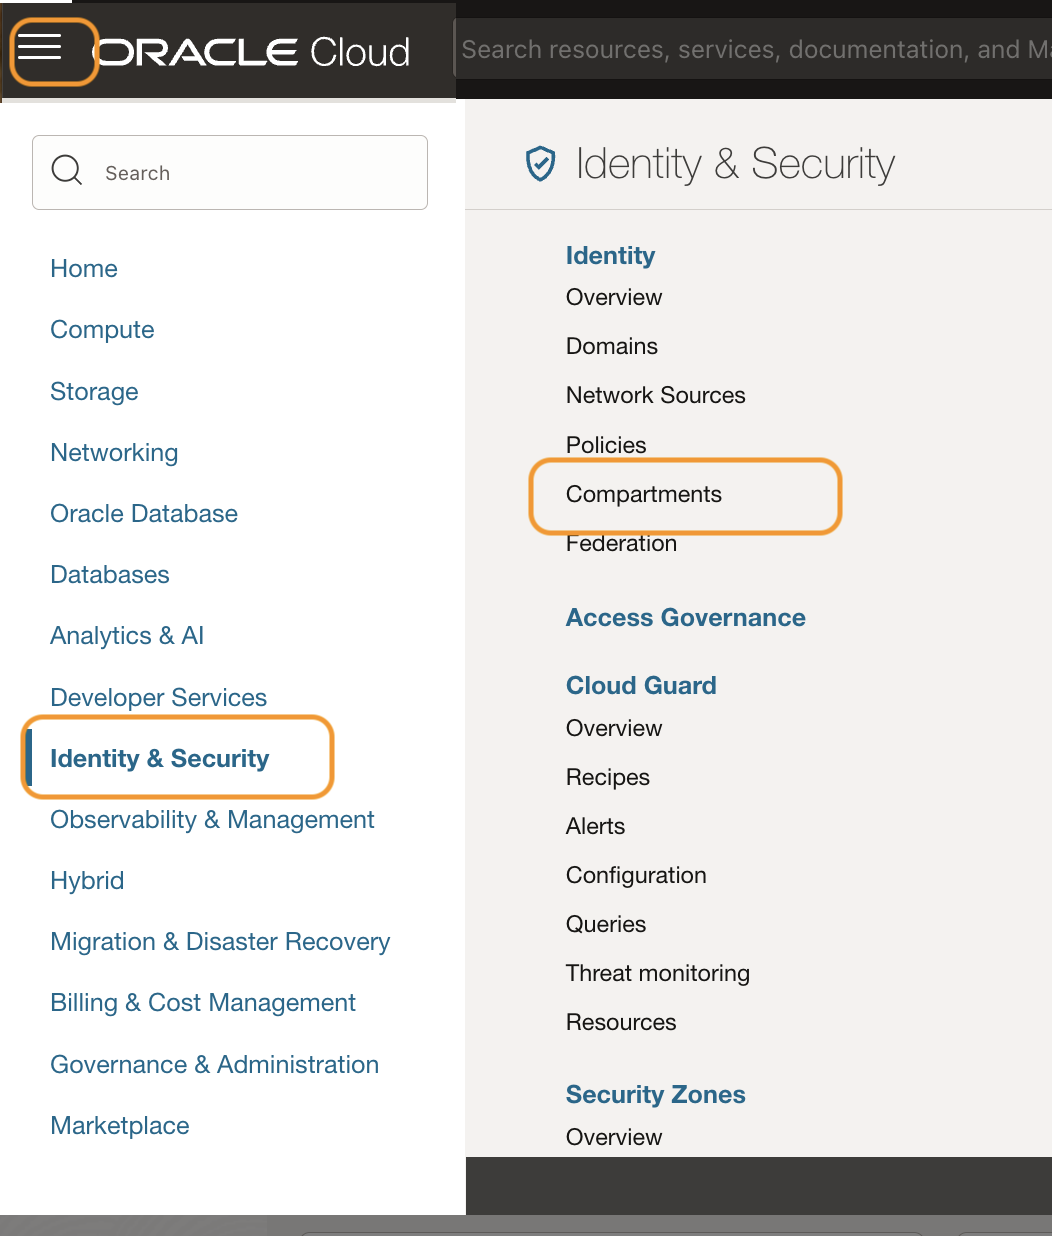 ORACLE Cloud
Search resources, services, documentation, and Ma
Search
Home
Compute
Storage
Networking
Oracle Database
Databases
Analytics & AI
Developer Services
Identity & Security
Observability & Management
Hybrid
Migration & Disaster Recovery
Billing & Cost Management
Governance & Administration
Marketplace
Identity & Security
Identity
Overview
Domains
Network Sources
Policies
Compartments
Federation
Access Governance
Cloud Guard
Overview
Recipes
Alerts
Configuration
Queries
Threat monitoring
Resources
Security Zones
Overview